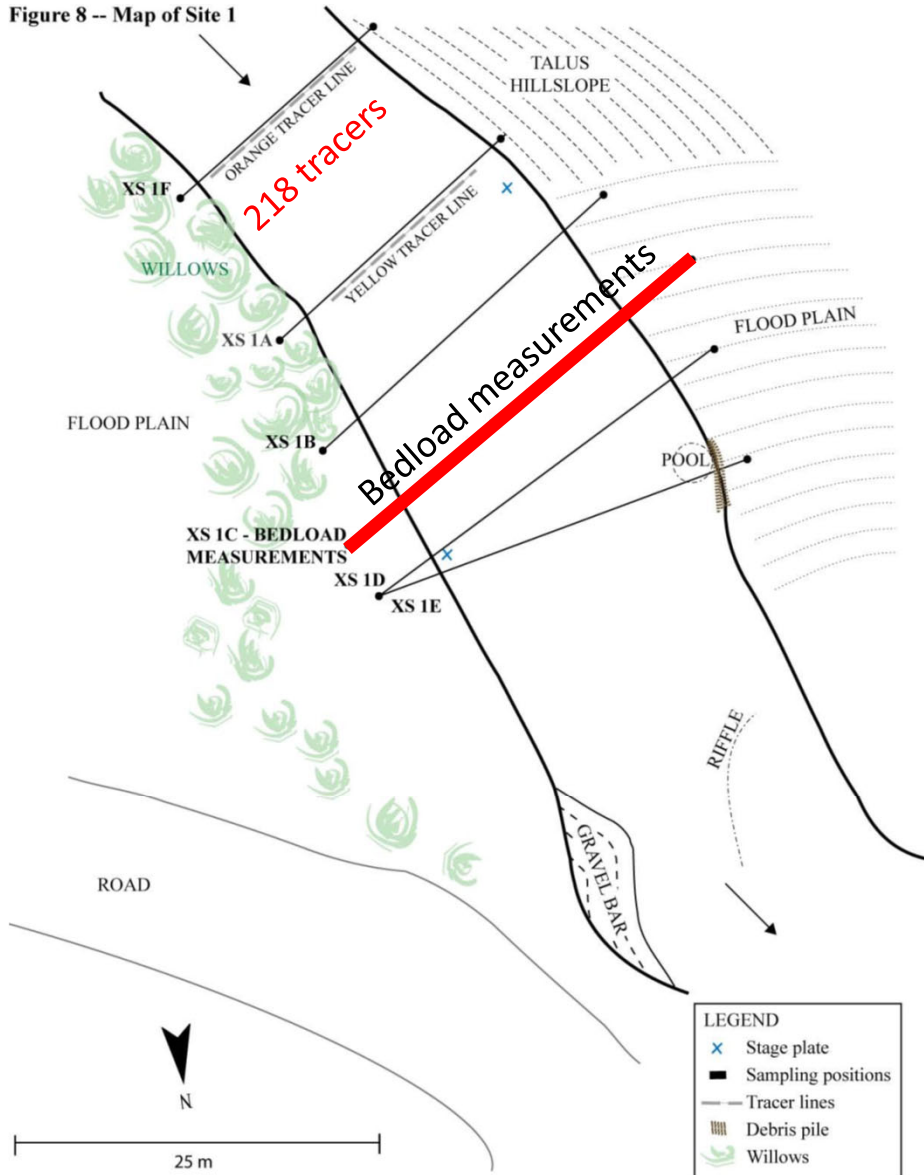 Figure 8 -- Map of Site 1
TALUS
HILLSLOPE
ORANGE TRACER LINE
218 tracers
XS 1F
YELLOW TRACER LINE
WILLOWS
XS 1A
Bedload measurements
FLOOD PLAIN
FLOOD PLAIN
XS 1B
POOL
XS 1C - BEDLOAD
MEASUREMENTS
XS 1D
XS 1E
RIFFLE
GRAVEL BAR
ROAD
N
25 m
LEGEND
Stage plate
Sampling positions
Tracer lines
Debris pile
Willows